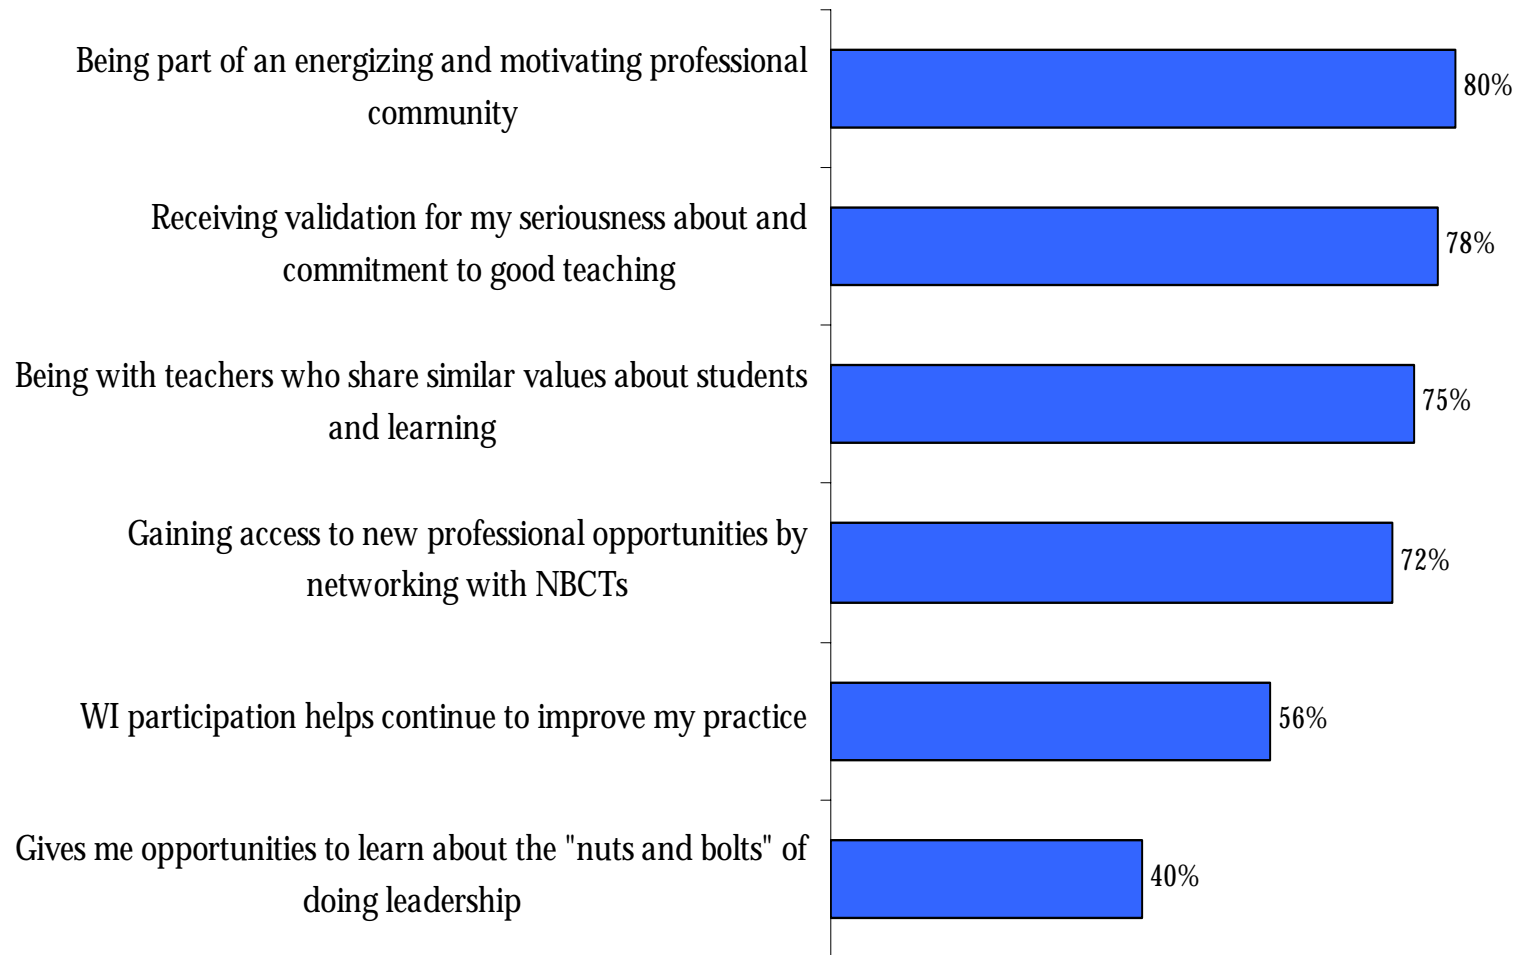 Being part of an energizing and motivating professional
community
80%
Receiving validation for my seriousness about and
commitment to good teaching
78%
Being with teachers who share similar values about students
and learning
75%
Gaining access to new professional opportunities by
networking with NBCTs
72%
WI participation helps continue to improve my practice
56%
Gives me opportunities to learn about the "nuts and bolts" of
doing leadership
40%